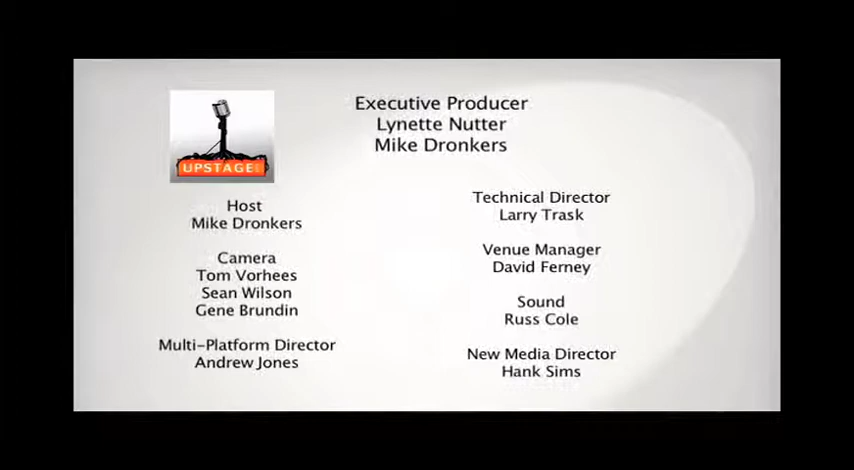 UPSTAGE!
Executive Producer
Lynette Nutter
Mike Dronkers
Host
Mike Dronkers
Camera
Tom Vorhees
Sean Wilson
Gene Brundin
Multi-Platform Director
Andrew Jones
Technical Director
Larry Trask
Venue Manager
David Ferney
Sound
Russ Cole
New Media Director
Hank Sims